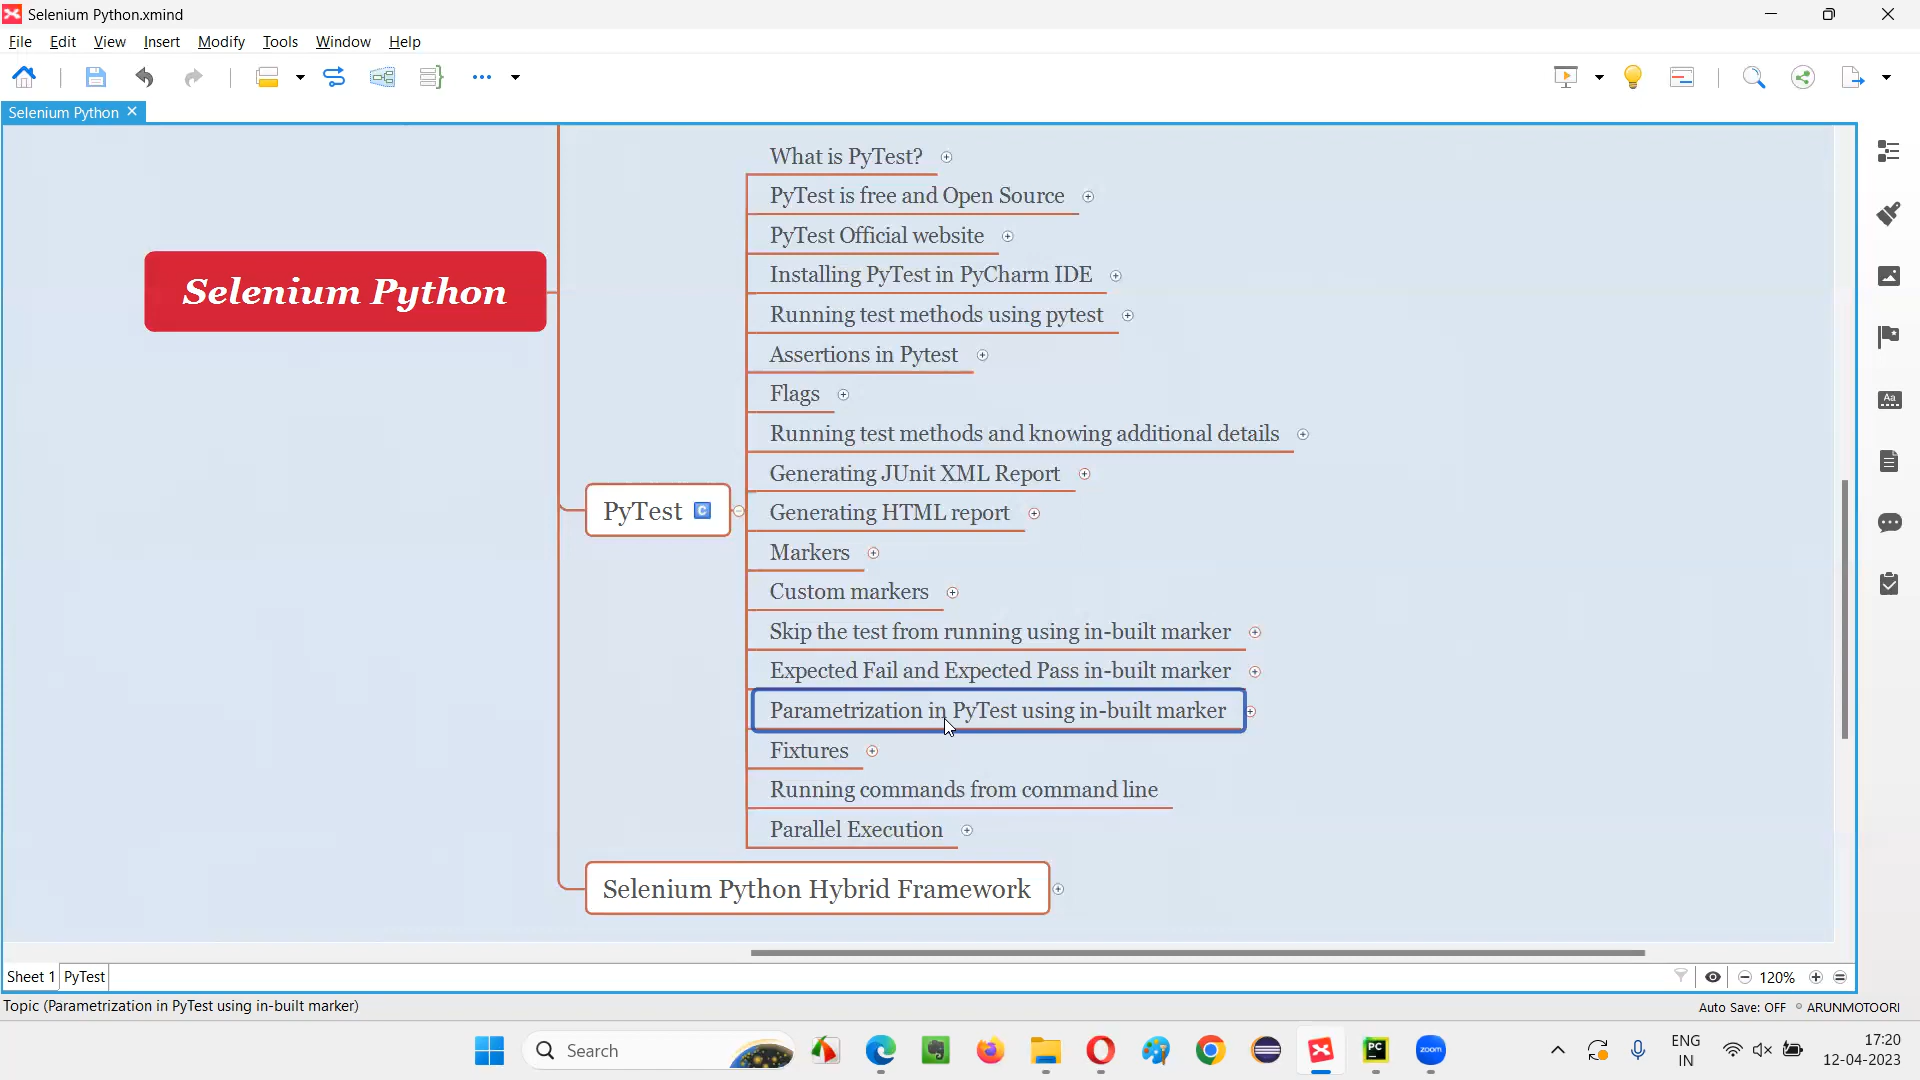 Selenium Python.xmind
File Edit View Insert Modify Tools Window Help
Selenium Python
What is PyTest?
PyTest is free and Open Source
PyTest Official website
Installing PyTest in PyCharm IDE
Running test methods using pytest
Assertions in Pytest
Flags
Running test methods and knowing additional details
Generating JUnit XML Report
Generating HTML report
Markers
Custom markers
Skip the test from running using in-built marker
Expected Fail and Expected Pass in-built marker
Parametrization in PyTest using in-built marker
Fixtures
Running commands from command line
Parallel Execution
Selenium Python
PyTest C
Selenium Python Hybrid Framework
Aa
Sheet 1 PyTest
120%
Topic (Parametrization in PyTest using in-built marker)
Auto Save: OFF ARUNMOTOORI
Search
PC
zoom
ENG
IN
17:20
12-04-2023